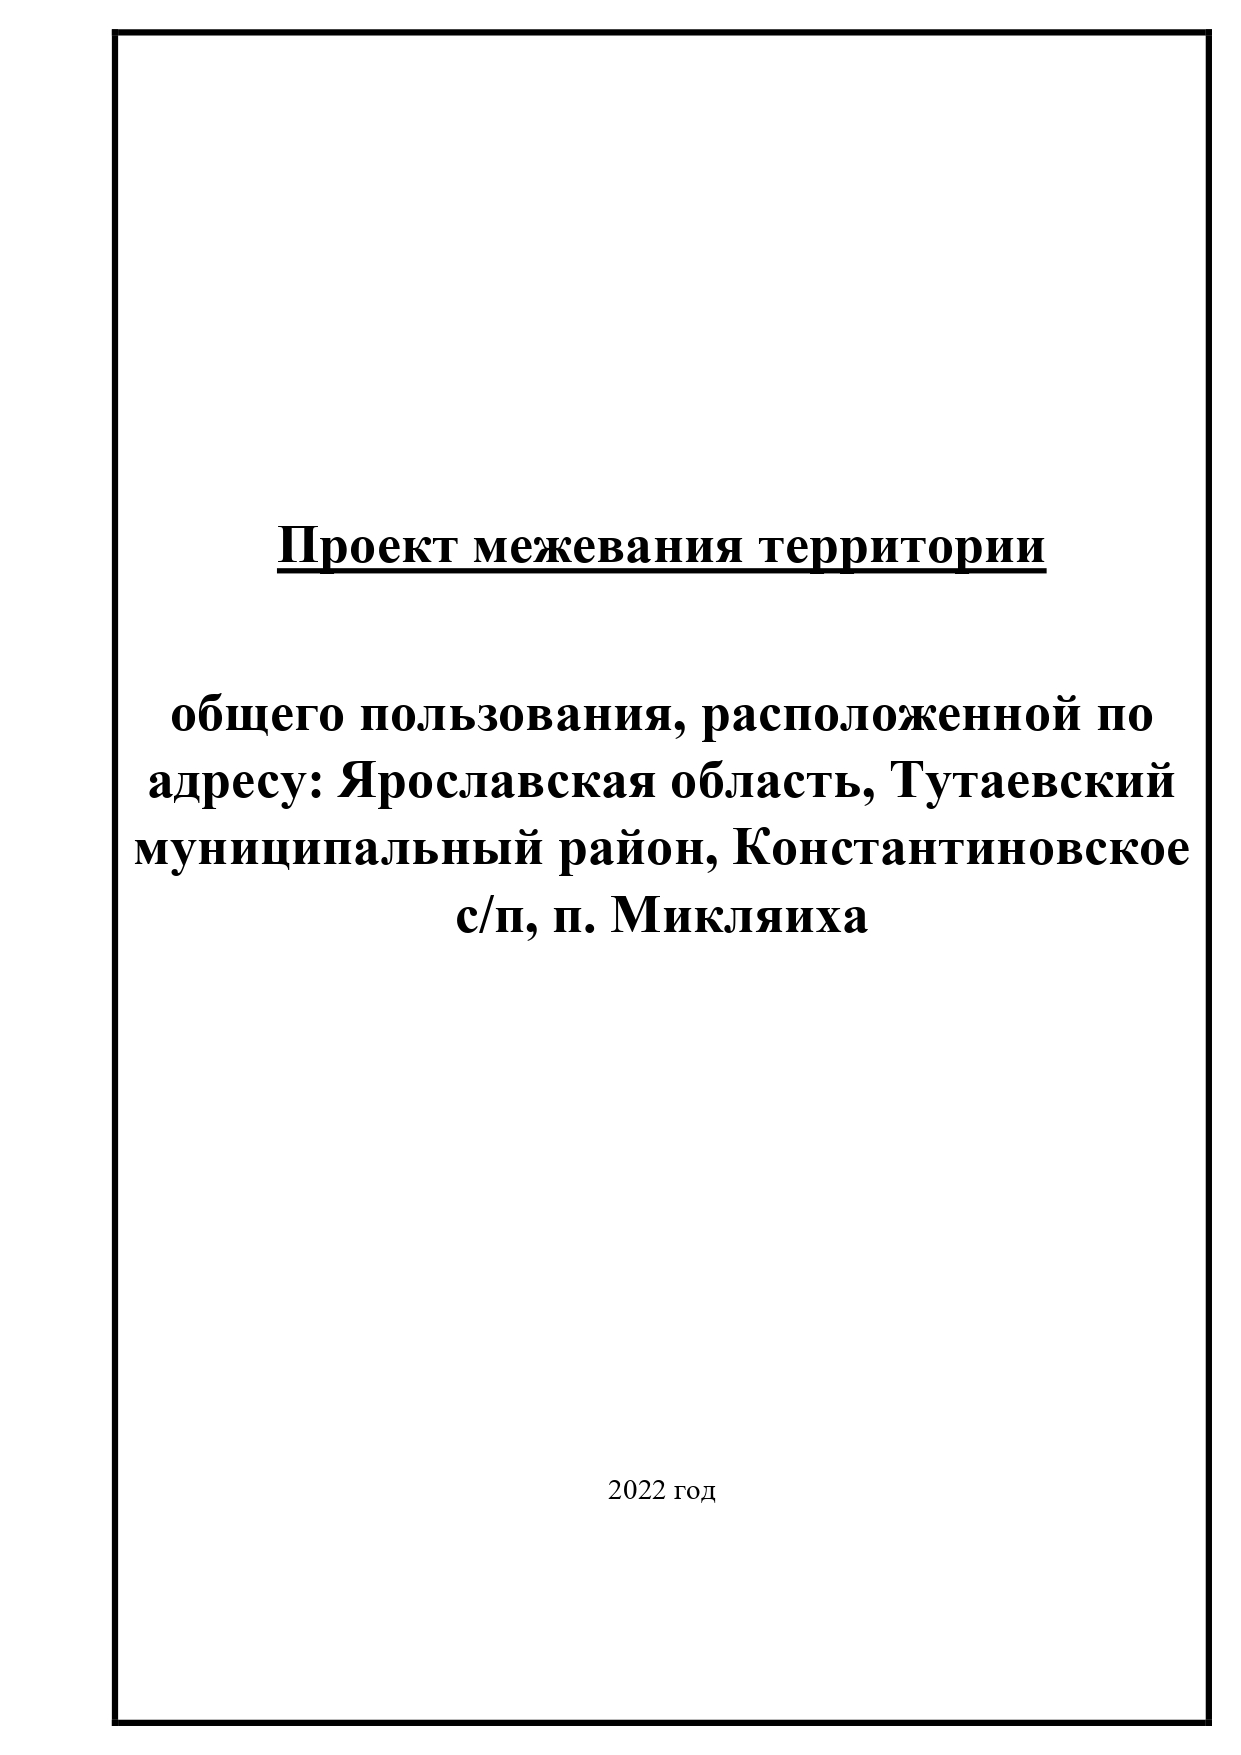 Проект межевания территории
общего пользования, расположенной по
адресу: Ярославская область, Тутаевский
муниципальный район, Константиновское
с/п, п. Микляиха
2022 год